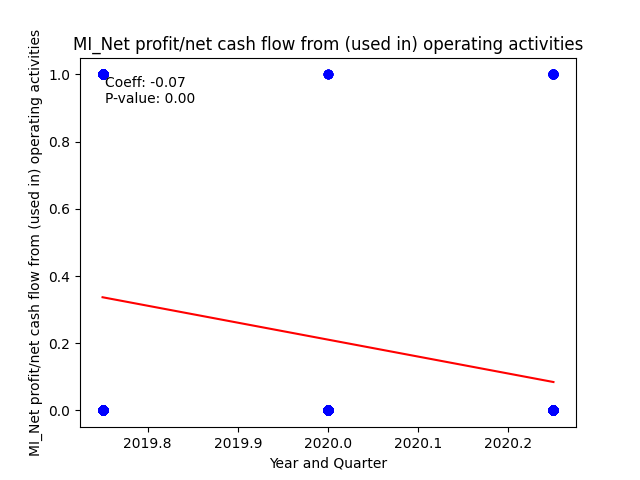 MI_Net profit/net cash flow from (used in) operating activities
MI_Net profit/net cash flow from (used in) operating activities
1.0
0.8
0.6
0.4
0.2
0.0
Coeff: -0.07
P-value: 0.00
2019.8 2019.9 2020.0 2020.1 2020.2
Year and Quarter